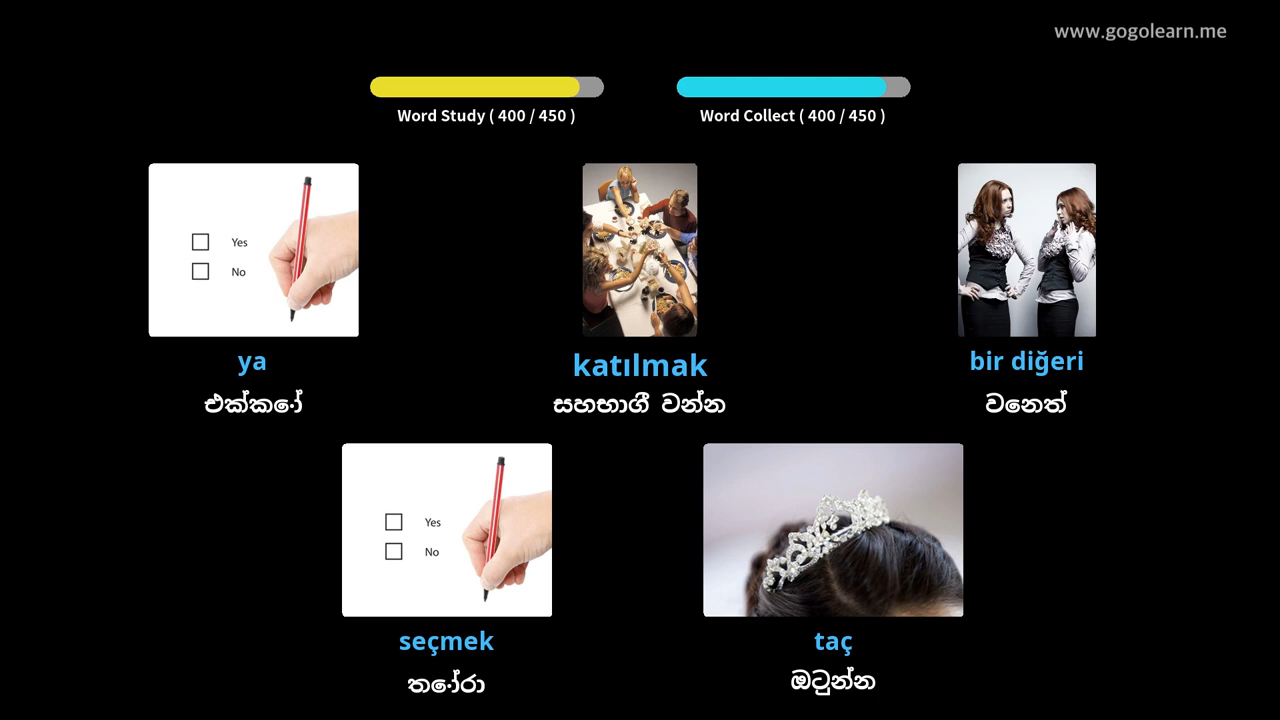 www.gogolearn.me
Word Study ( 400 / 450 )
Word Collect ( 400 / 450 )
Yes
No
ya
එක්කෝ
katılmak
සහභාගී වන්න
bir diğeri
වෙනත්
Yes
No
seçmek
තෝරා
taç
ඔටුන්න